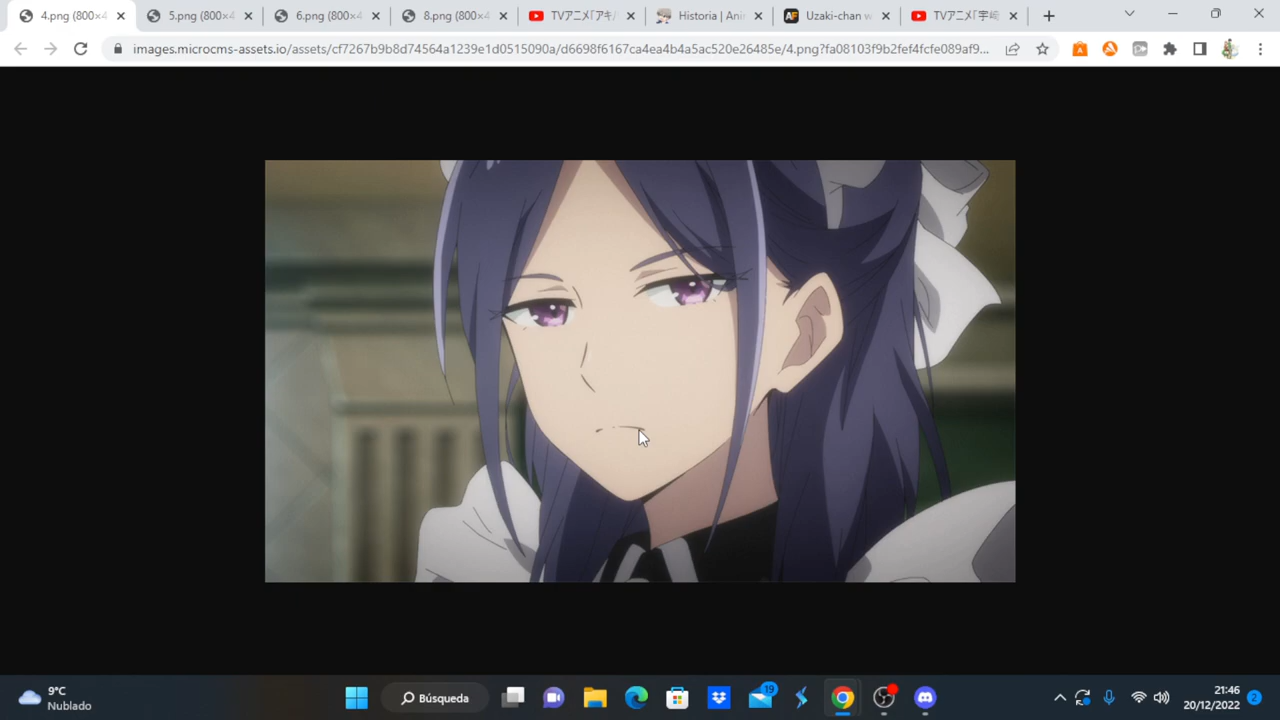 4.png (800×4
5.png (800×4
6.png (800×4
8.png (800×4
TVアニメ「アキバ
Historia | Ani
Uzaki-chan w
TVアニメ「宇崎
images.microcms-assets.io/assets/cf7267b9b8d74564a1239e1d0515090a/d6698f6167ca4ea4b4a5ac520e26485e/4.png?fa08103f9b2fef4fcfe089af9...
9°C
Nublado
Búsqueda
19
21:46
20/12/2022
2